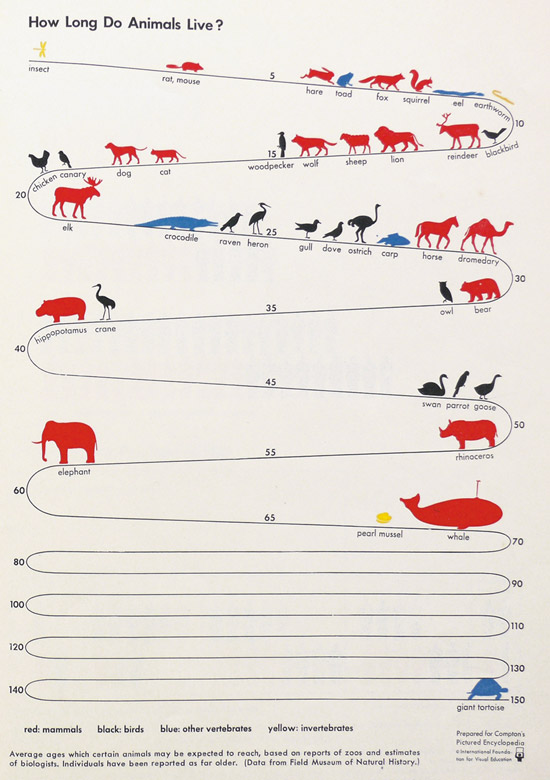 How Long Do Animals Live?
insect
rat, mouse
5
hare
toad
fox
squirrel
eel
earthworm
10
blackbird
reindeer
lion
sheep
wolf
15
woodpecker
cat
dog
canary
chicken
20
elk
crocodile
raven
heron
25
gull
dove
ostrich
carp
horse
dromedary
30
bear
owl
35
crane
hippopotamus
40
45
swan
parrot
goose
50
rhinoceros
55
elephant
60
65
pearl mussel
whale
70
80
90
100
110
120
130
140
150
giant tortoise
red: mammals black: birds blue: other vertebrates yellow: invertebrates
Average ages which certain animals may be expected to reach, based on reports of zoos and estimates
of biologists. Individuals have been reported as far older. (Data from Field Museum of Natural History.)
Prepared for Compton's
Pictured Encyclopedia
© International Founda-
tion for Visual Education